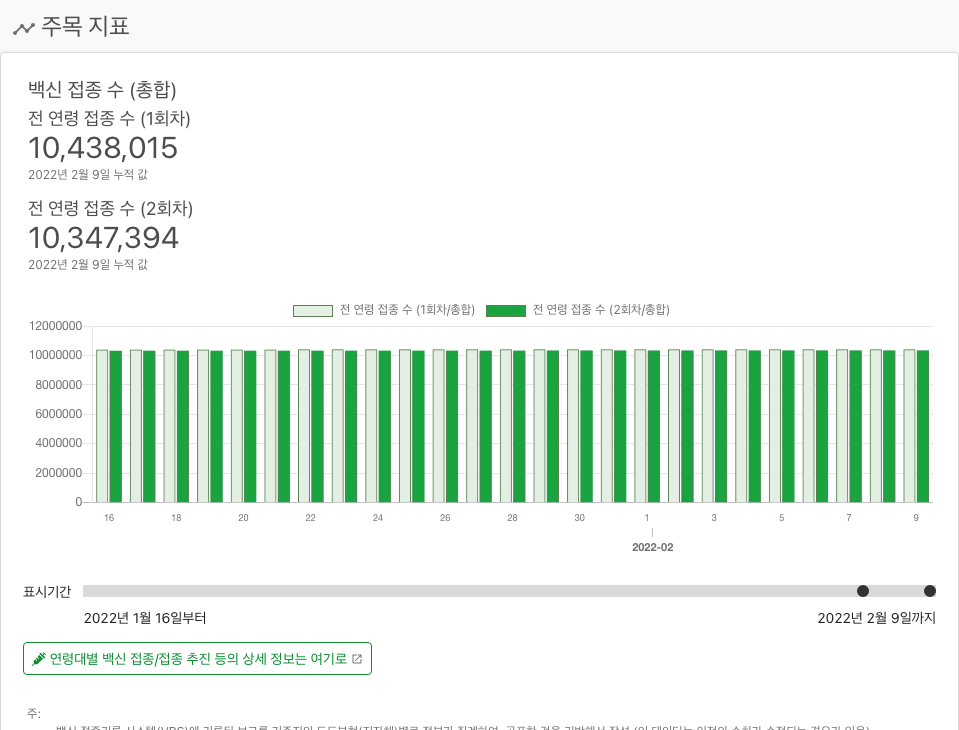 주목 지표
백신 접종 수 (총합)
전 연령 접종 수 (1회차)
10,438,015
2022년 2월 9일 누적 값
전 연령 접종 수 (2회차)
10,347,394
2022년 2월 9일 누적 값
전 연령 접종 수 (1회차/총합) 전 연령 접종 수 (2회차/총합)
12000000
10000000
8000000
6000000
4000000
2000000
0
16 18 20 22 24 26 28 30 1 3 5 7 9
2022-02
표시기간
2022년 1월 16일부터 2022년 2월 9일까지
연령대별 백신 접종/접종 추진 등의 상세 정보는 여기로
주: